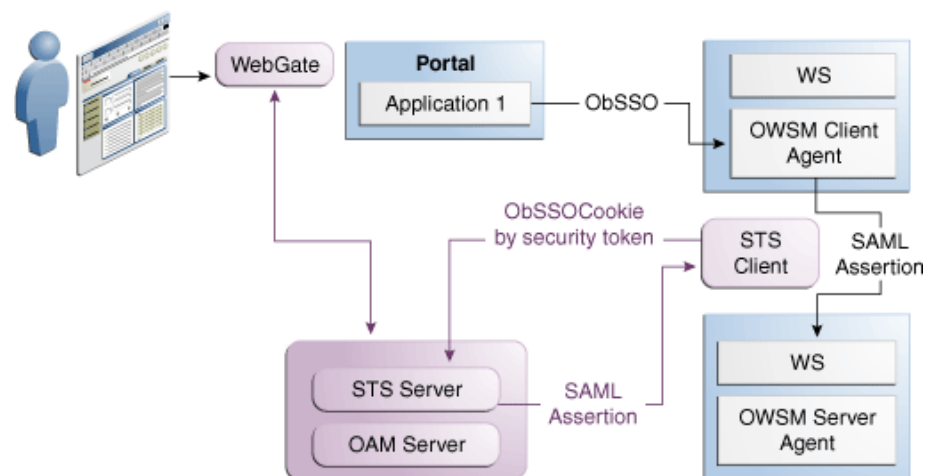 WebGate
Portal
Application 1
ObSSO
WS
OWSM Client
Agent
ObSSOCookie
by security token
STS
Client
SAML
Assertion
STS Server
OAM Server
SAML
Assertion
WS
OWSM Server
Agent